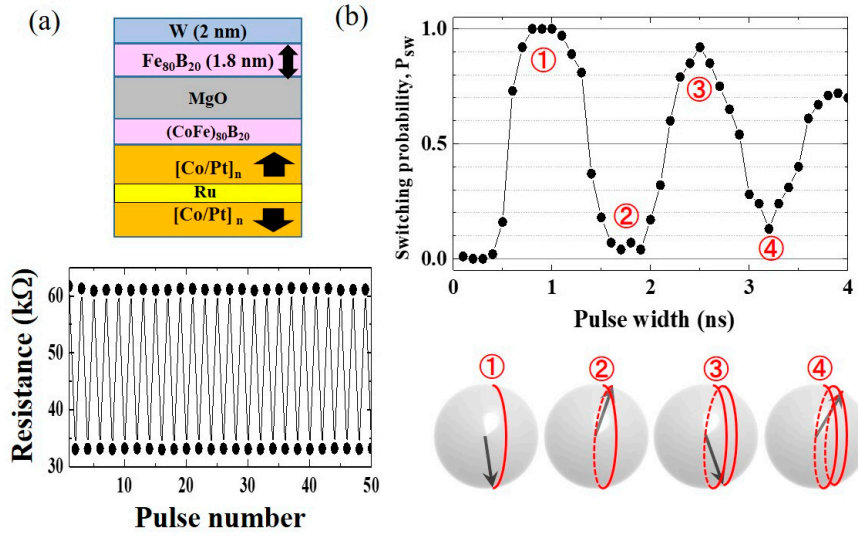 (a)
W (2 nm)
Fe80B20 (1.8 nm)
MgO
(CoFe)80B20
[Co/Pt]n
Ru
[Co/Pt] n
Resistance (kΩ)
60
50
40
30
10 20 30 40 50
Pulse number
(b)
Switching probability, Psw
1.0
0.5
0.0
①
②
③
④
0 1 2 3 4
Pulse width (ns)
① ② ③ ④